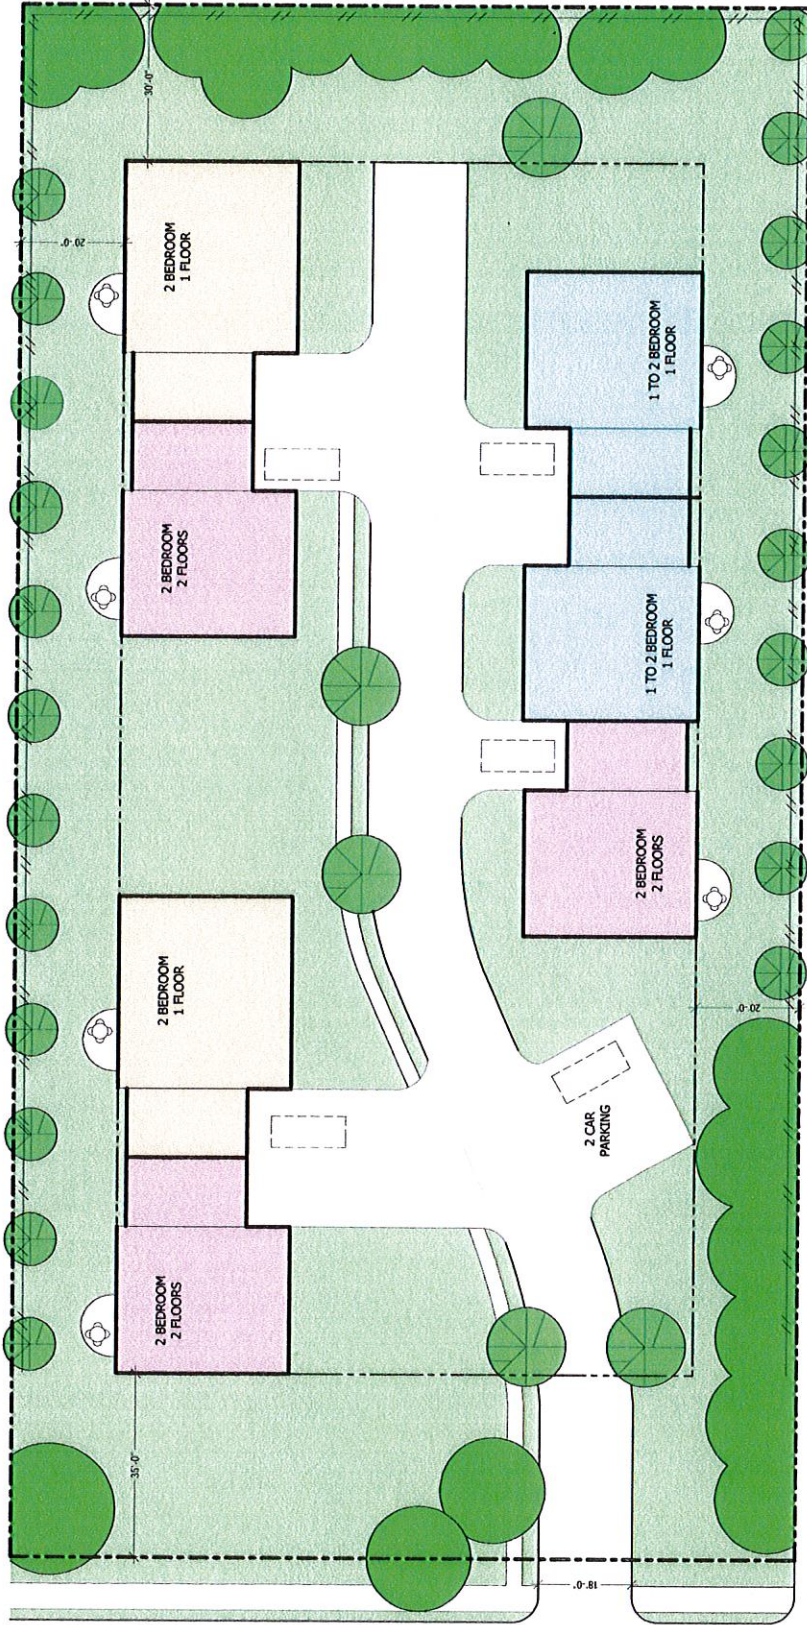 30'-0"
20'-0"
2 BEDROOM
1 FLOOR
2 BEDROOM
2 FLOORS
1 TO 2 BEDROOM
1 FLOOR
1 TO 2 BEDROOM
1 FLOOR
2 BEDROOM
2 FLOORS
2 BEDROOM
1 FLOOR
20'-0"
2 CAR
PARKING
2 BEDROOM
2 FLOORS
35'-0"
18'-0"